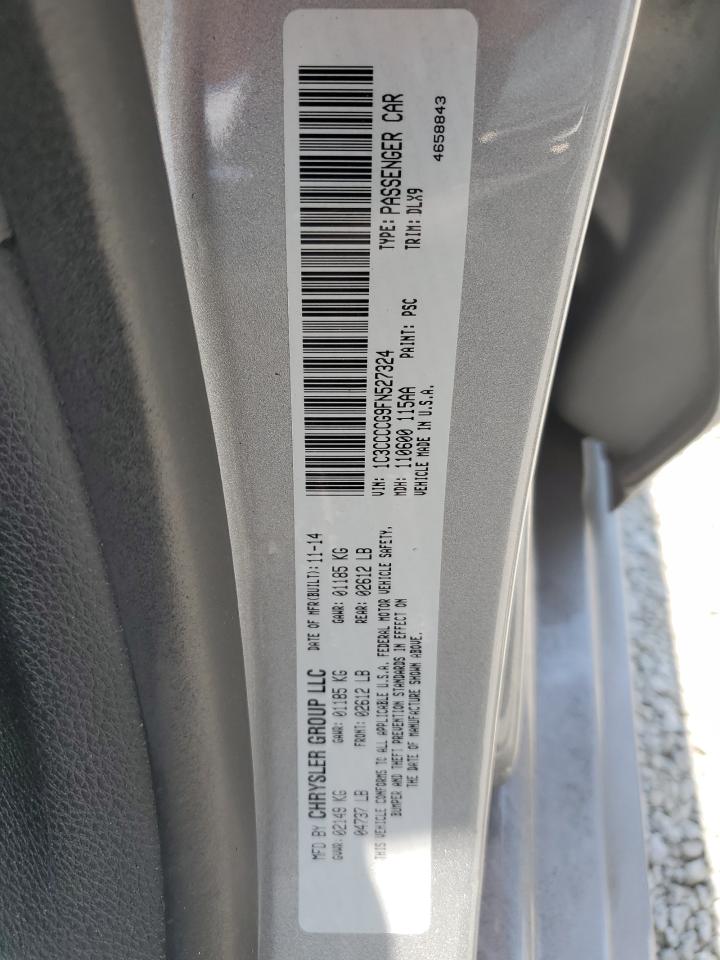 MFD BY CHRYSLER GROUP LLC DATE OF MFR(BUILT): 11-14
GVWR: 02149 KG GAWR: 01185 KG GAWR: 01185 KG
04737 LB FRONT: 02612 LB REAR: 02612 LB
THIS VEHICLE CONFORMS TO ALL APPLICABLE U.S.A. FEDERAL MOTOR VEHICLE SAFETY,
BUMPER AND THEFT PREVENTION STANDARDS IN EFFECT ON
THE DATE OF MANUFACTURE SHOWN ABOVE.
VIN: 1C3CCCCG9FN527324 TYPE: PASSENGER CAR
MDH: 110600 115AA PAINT: PSC TRIM: DLX9
VEHICLE MADE IN U.S.A. 4658843